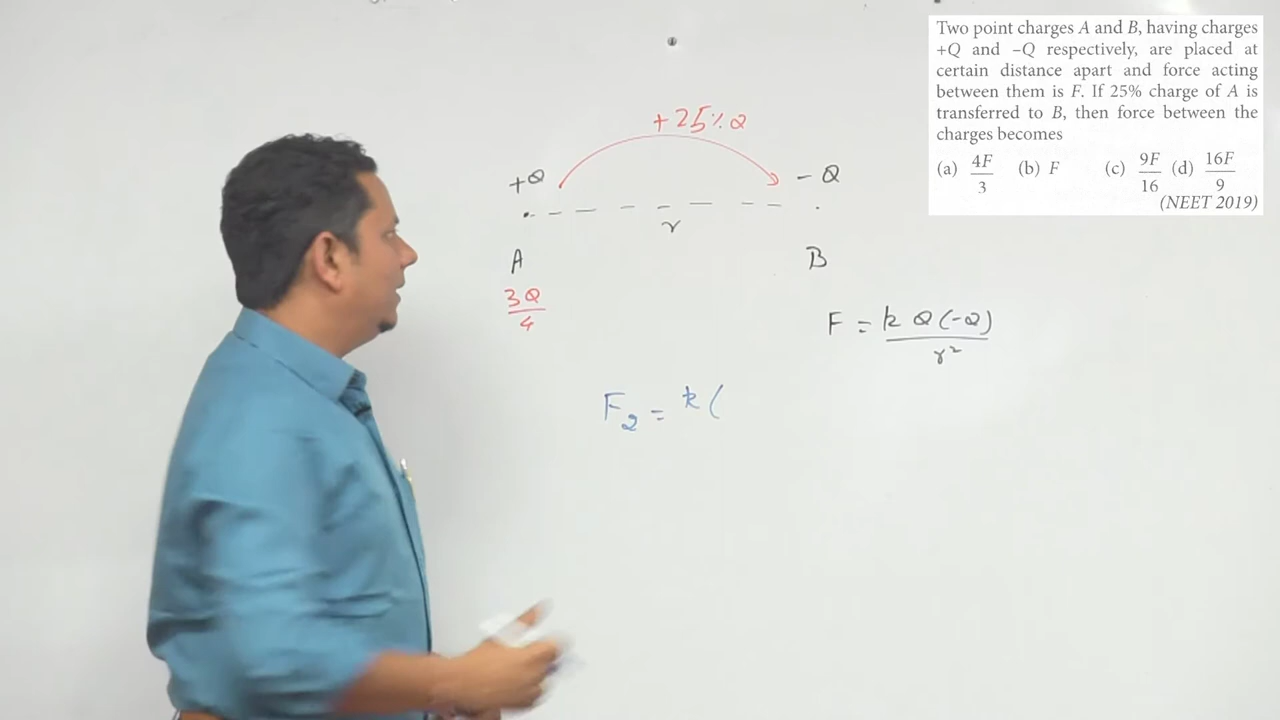 Two point charges A and B, having charges
+Q and –Q respectively, are placed at
certain distance apart and force acting
between them is F. If 25% charge of A is
transferred to B, then force between the
charges becomes
(a) 4F/3 (b) F (c) 9F/16 (d) 16F/9
(NEET 2019)
+25% Q
+Q - Q
r
A B
3Q/4
F = k Q (-Q)/r²
F₂ = k (